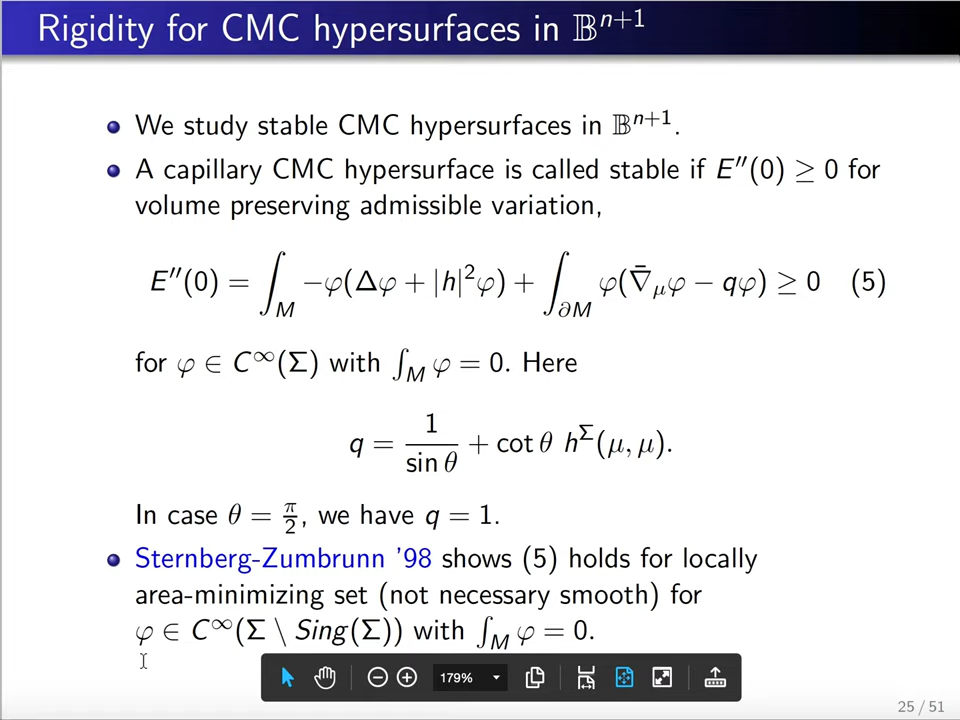 Rigidity for CMC hypersurfaces in 𝔹ⁿ⁺¹
We study stable CMC hypersurfaces in 𝔹ⁿ⁺¹.
A capillary CMC hypersurface is called stable if E″(0) ≥ 0 for
volume preserving admissible variation,
E″(0) = ∫_M −φ(Δφ + |h|²φ) + ∫_∂M φ(∇̄_μφ − qφ) ≥ 0 (5)
for φ ∈ C^∞(Σ) with ∫_M φ = 0. Here
q = 1/sin θ + cot θ h^Σ(μ, μ).
In case θ = π/2, we have q = 1.
Sternberg-Zumbrunn '98 shows (5) holds for locally
area-minimizing set (not necessary smooth) for
φ ∈ C^∞(Σ \ Sing(Σ)) with ∫_M φ = 0.
179%
25 / 51